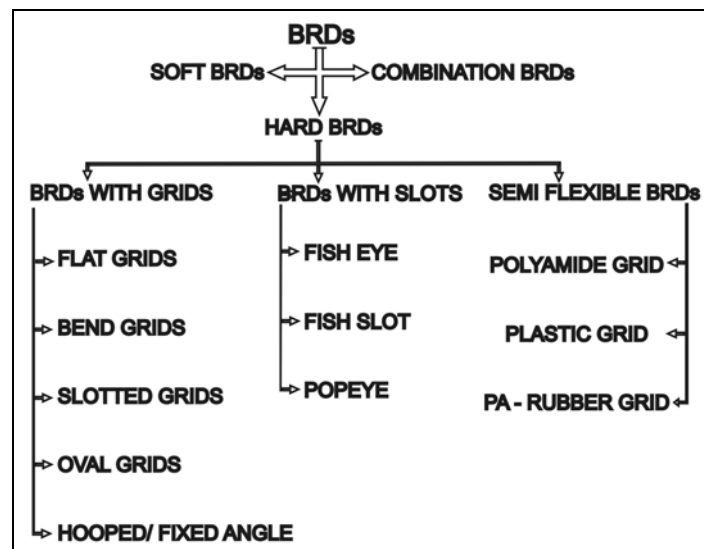 BRDs
SOFT BRDs COMBINATION BRDs
HARD BRDs
BRDs WITH GRIDS BRDs WITH SLOTS SEMI FLEXIBLE BRDs
FLAT GRIDS FISH EYE POLYAMIDE GRID
BEND GRIDS FISH SLOT PLASTIC GRID
SLOTTED GRIDS POPEYE PA - RUBBER GRID
OVAL GRIDS
HOOPED/ FIXED ANGLE